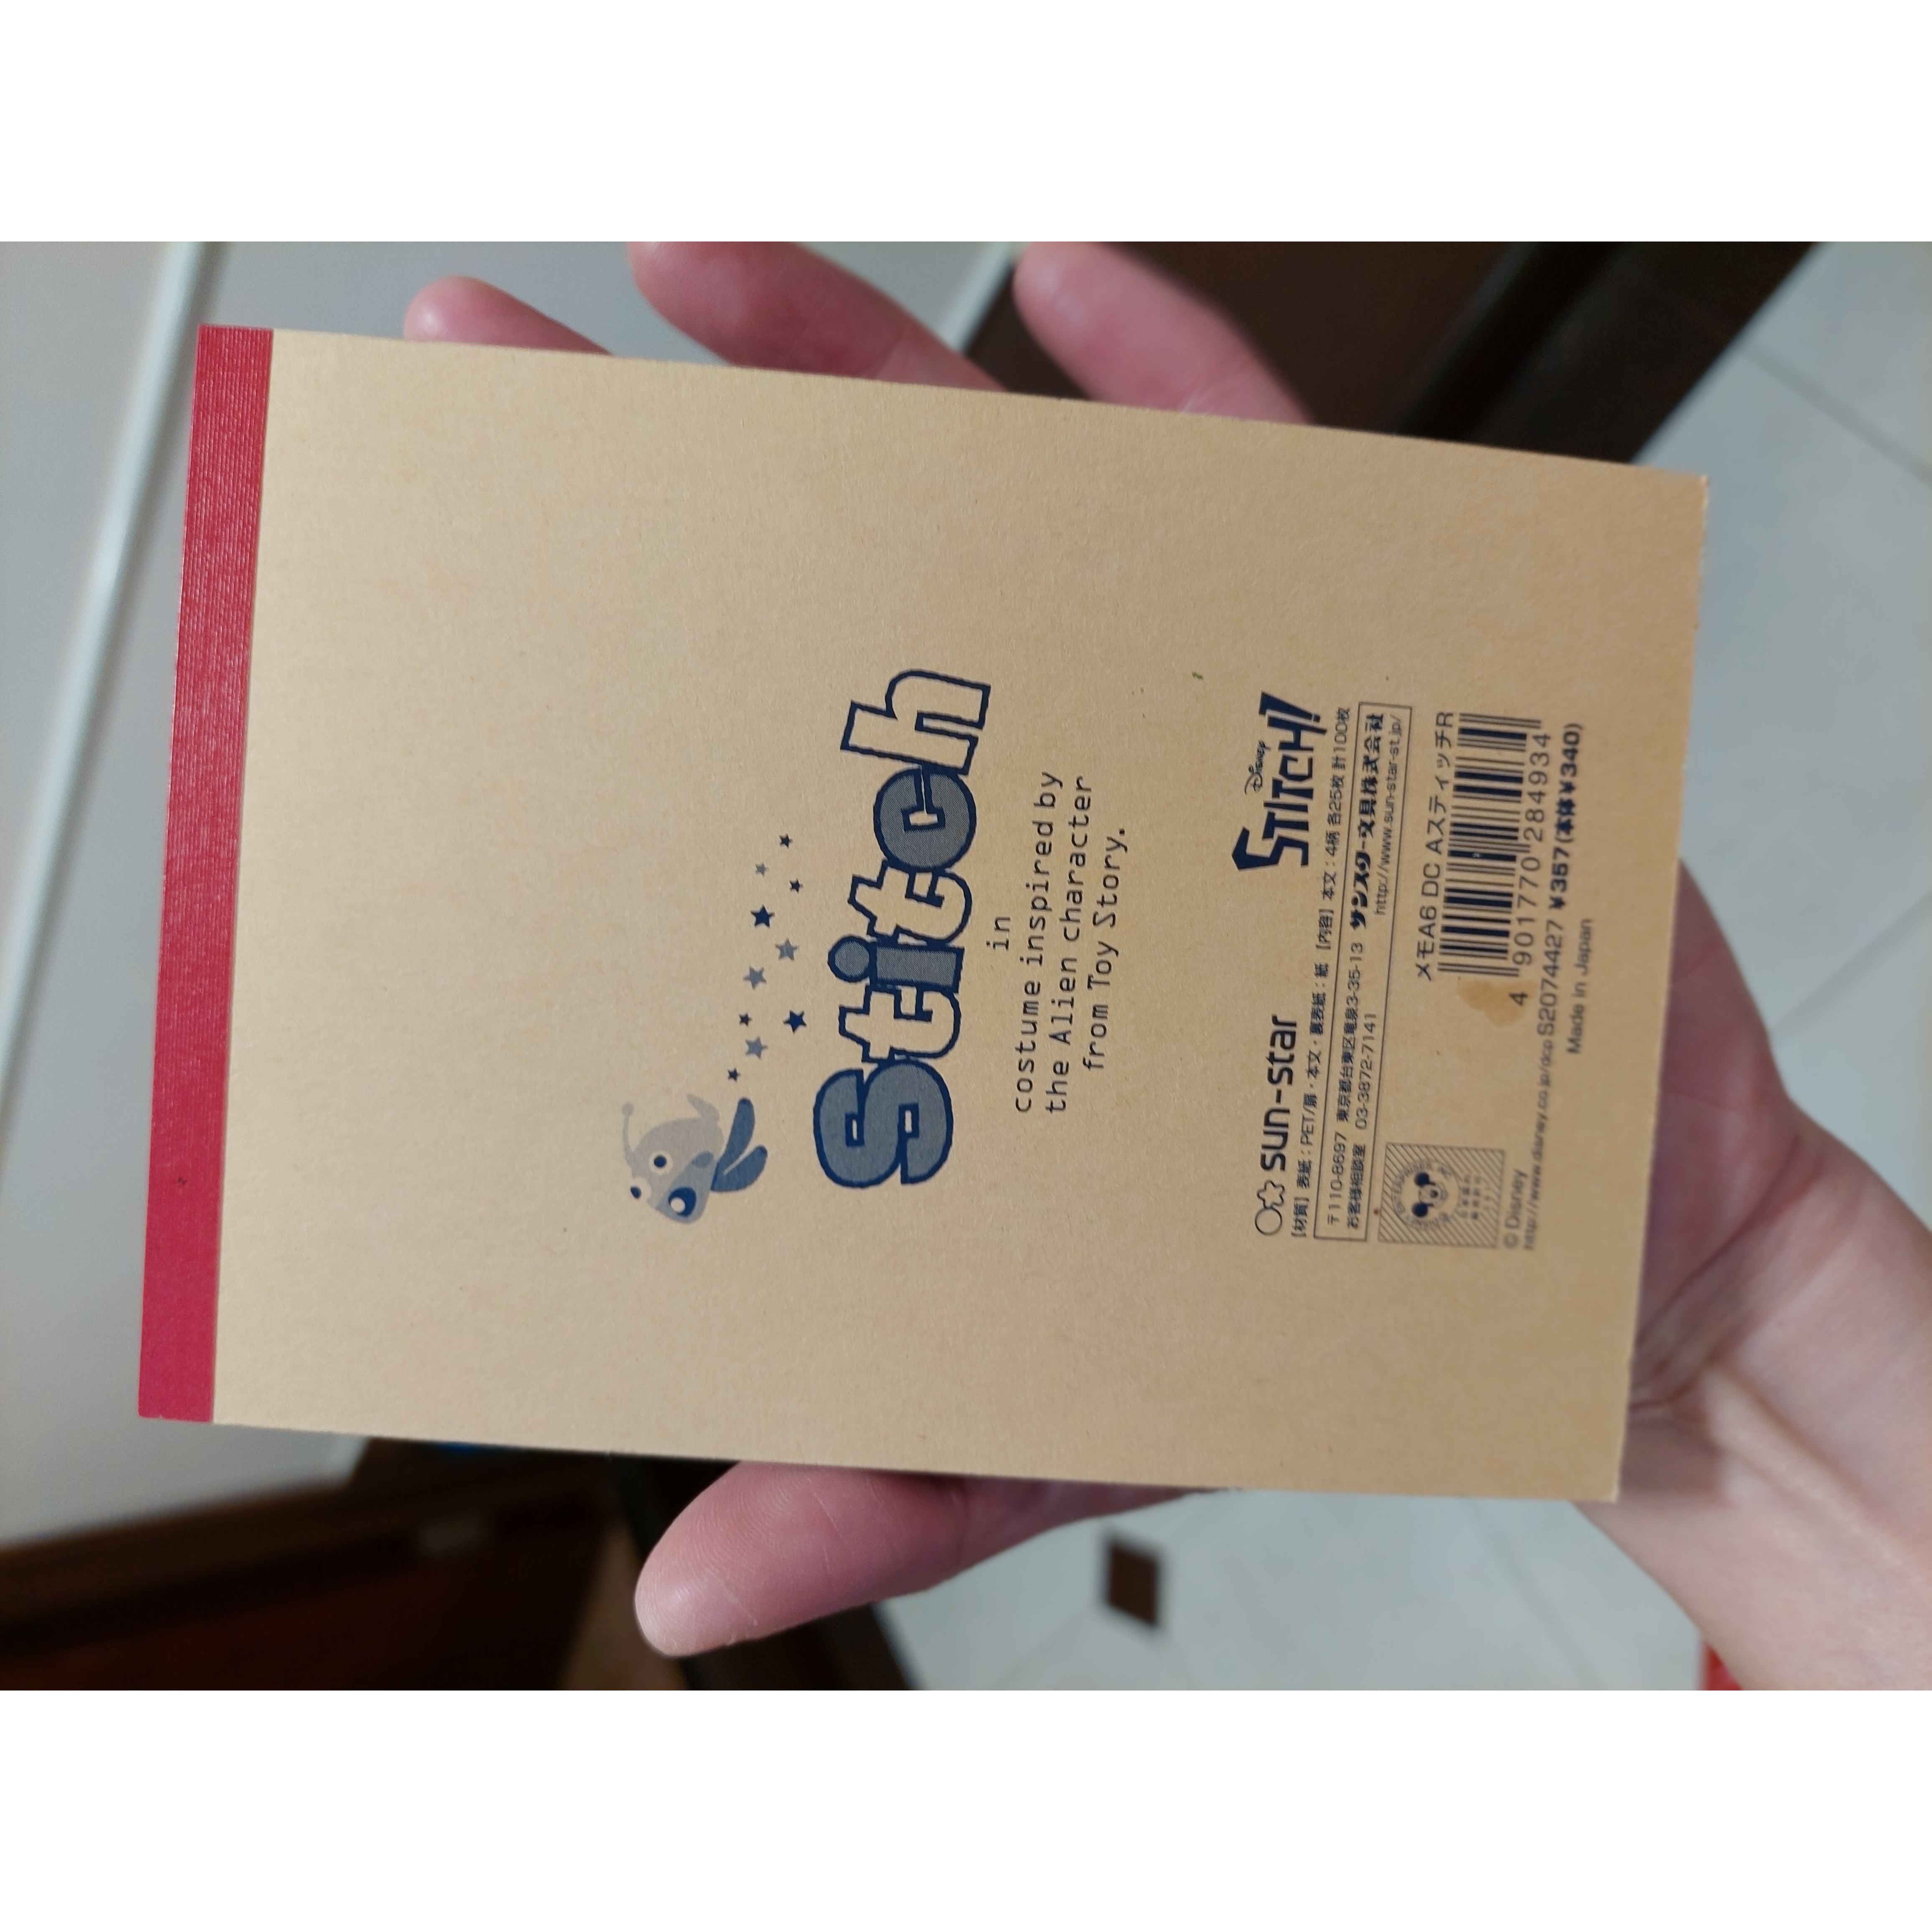 Stitch
in
costume inspired by
the Alien character
from Toy Story.
sun-star
Disney
STITCH!
【材質】表紙：PET/扉・本文・裏表紙：紙 【内容】本文：4柄 各25枚 計100枚
〒110-8697 東京都台東区竜泉3-35-13 サンスター文具株式会社
お客様相談室 03-3872-7141 http://www.sun-star-st.jp/
メモA6 DC AスティッチR
4 901770 284934
© Disney
http://www.disney.co.jp/dcp S2074427 ¥357(本体¥340)
Made in Japan